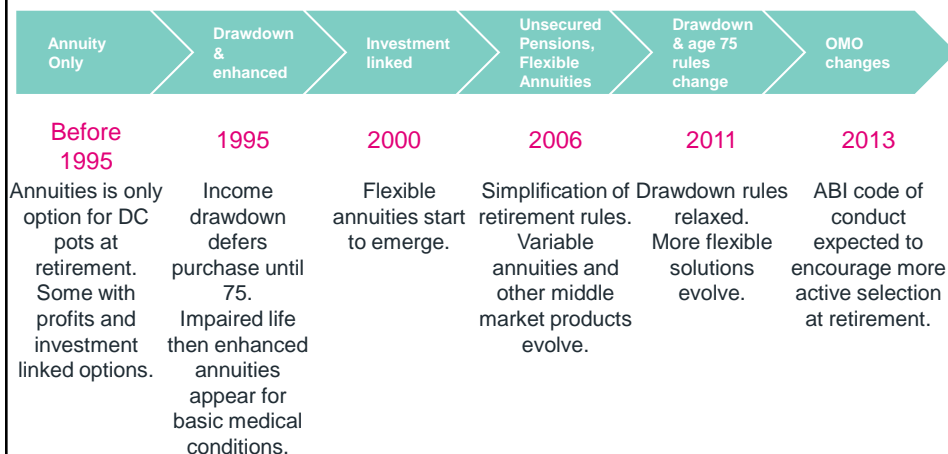 Annuity
Only
Drawdown
&
enhanced
Investment
linked
Unsecured
Pensions,
Flexible
Annuities
Drawdown
& age 75
rules
change
OMO
changes
Before
1995
1995
2000
2006
2011
2013
Annuities is only
option for DC
pots at
retirement.
Some with
profits and
investment
linked options.
Income
drawdown
defers
purchase until
75.
Impaired life
then enhanced
annuities
appear for
basic medical
conditions.
Flexible
annuities start
to emerge.
Simplification of
retirement rules.
Variable
annuities and
other middle
market products
evolve.
Drawdown rules
relaxed.
More flexible
solutions
evolve.
ABI code of
conduct
expected to
encourage more
active selection
at retirement.